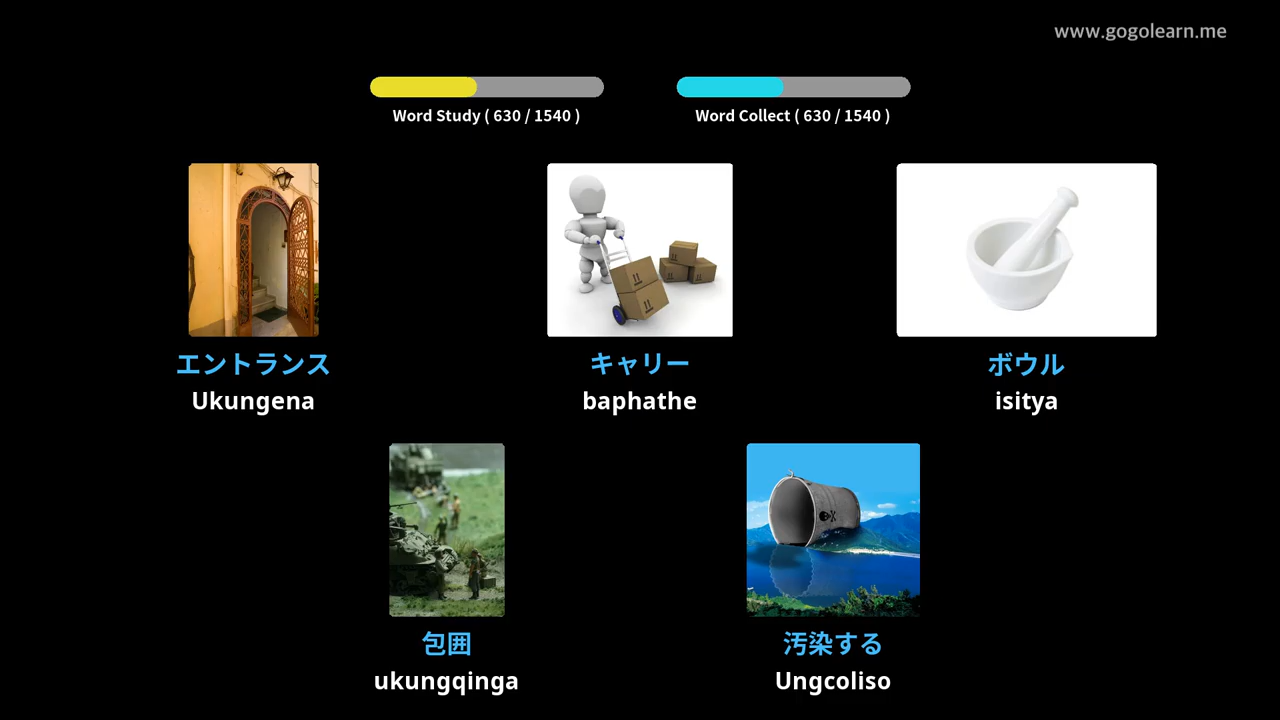 www.gogolearn.me
Word Study ( 630 / 1540 )
Word Collect ( 630 / 1540 )
エントランス
Ukungena
キャリー
baphathe
ボウル
isitya
包囲
ukungqinga
汚染する
Ungcoliso